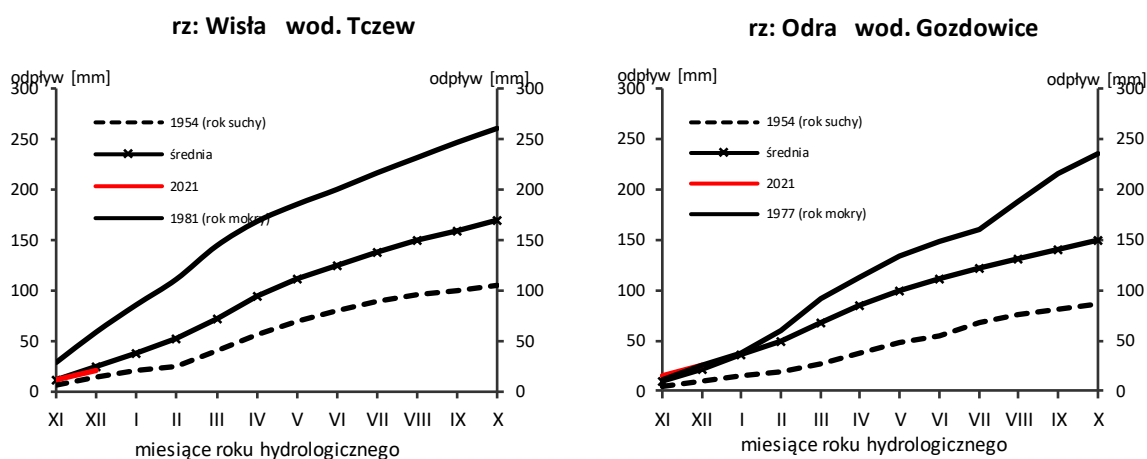 rz: Wisła wod. Tczew
odpływ [mm]
odpływ [mm]
300
250
200
150
100
50
0
1954 (rok suchy)
średnia
2021
1981 (rok mokry)
300
250
200
150
100
50
0
XI XII I II III IV V VI VII VIII IX X
miesiące roku hydrologicznego
rz: Odra wod. Gozdowice
odpływ [mm]
odpływ [mm]
300
250
200
150
100
50
0
1954 (rok suchy)
średnia
2021
1977 (rok mokry)
300
250
200
150
100
50
0
XI XII I II III IV V VI VII VIII IX X
miesiące roku hydrologicznego